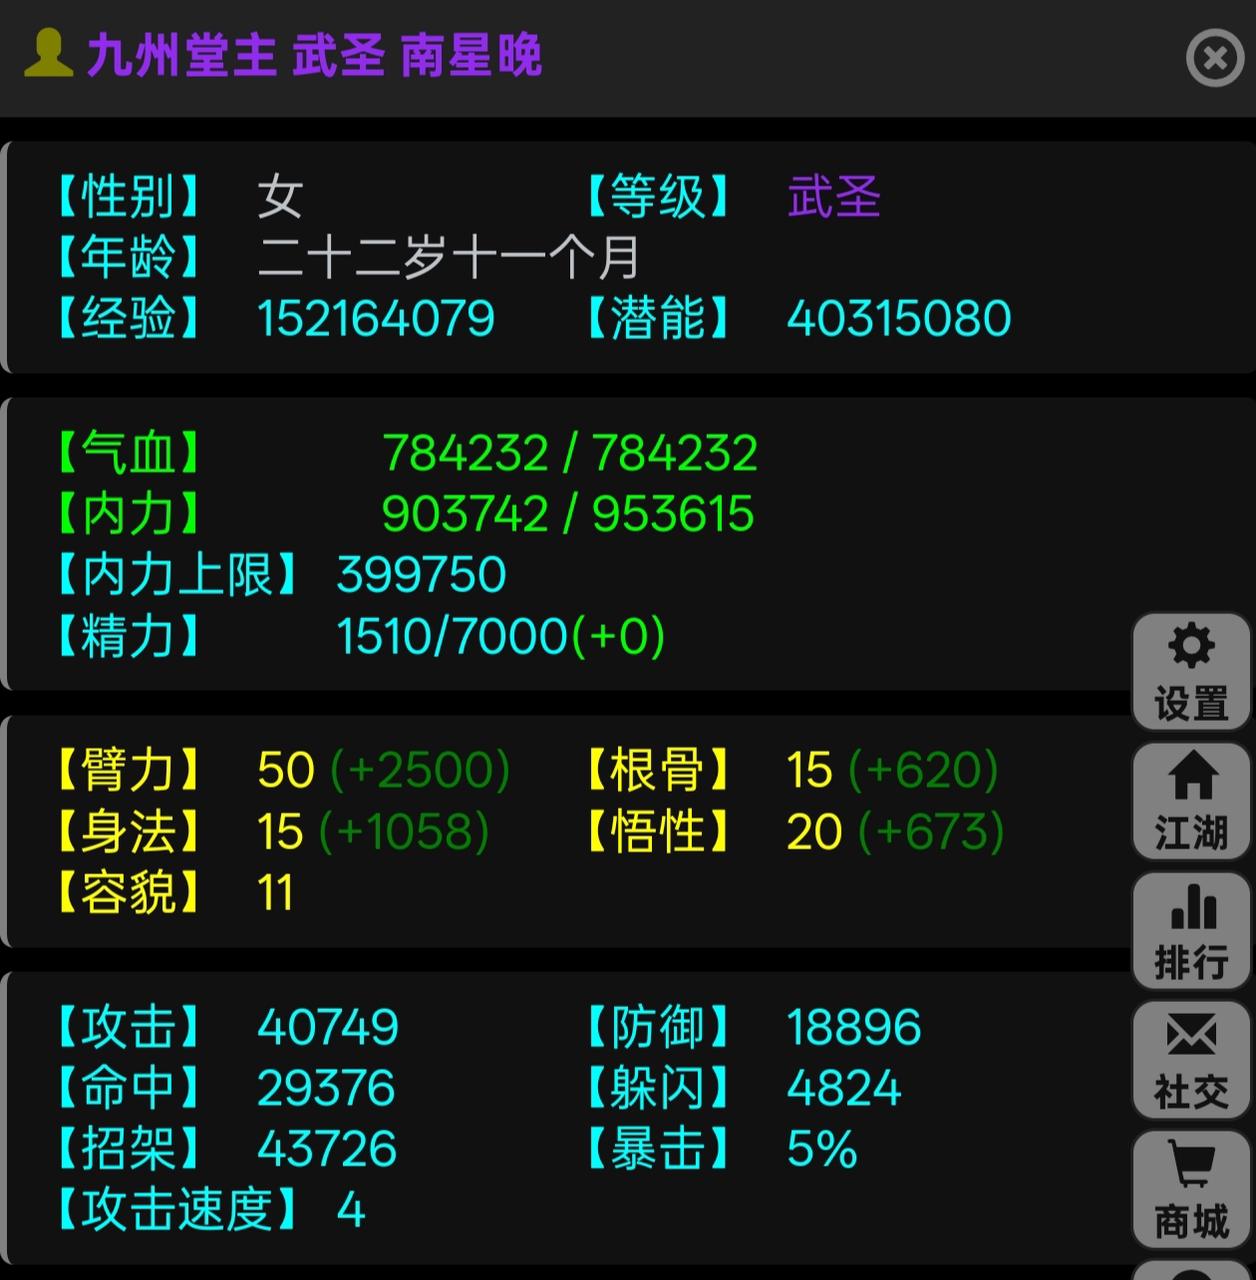 九州堂主 武圣 南星晚
【性别】 女 【等级】 武圣
【年龄】 二十二岁十一个月
【经验】 152164079 【潜能】 40315080
【气血】 784232 / 784232
【内力】 903742 / 953615
【内力上限】 399750
【精力】 1510/7000(+0)
设置
【臂力】 50 (+2500) 【根骨】 15 (+620)
【身法】 15 (+1058) 【悟性】 20 (+673)
江湖
【容貌】 11
排行
【攻击】 40749 【防御】 18896
【命中】 29376 【躲闪】 4824
社交
【招架】 43726 【暴击】 5%
【攻击速度】 4
商城